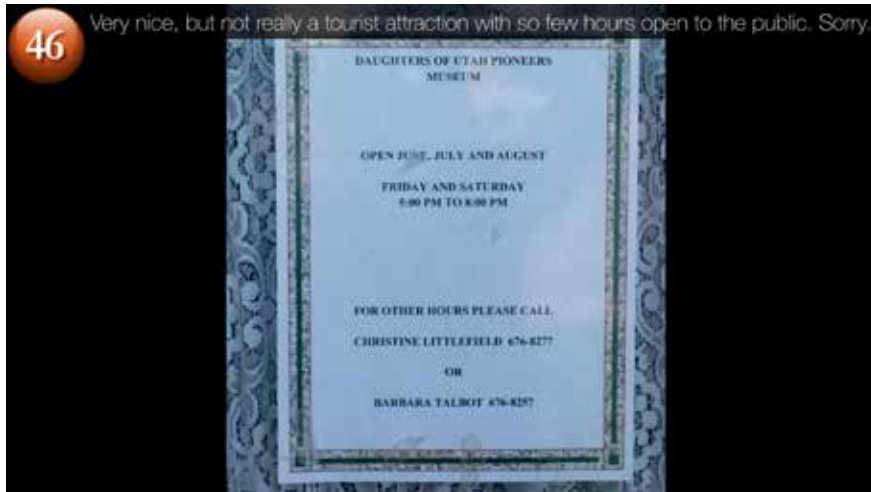 46
Very nice, but not really a tourist attraction with so few hours open to the public. Sorry.
DAUGHTERS OF UTAH PIONEERS
MUSEUM
OPEN JUNE, JULY AND AUGUST
FRIDAY AND SATURDAY
5:00 PM TO 8:00 PM
FOR OTHER HOURS PLEASE CALL
CHRISTINE LITTLEFIELD 676-8277
OR
BARBARA TALBOT 676-8257